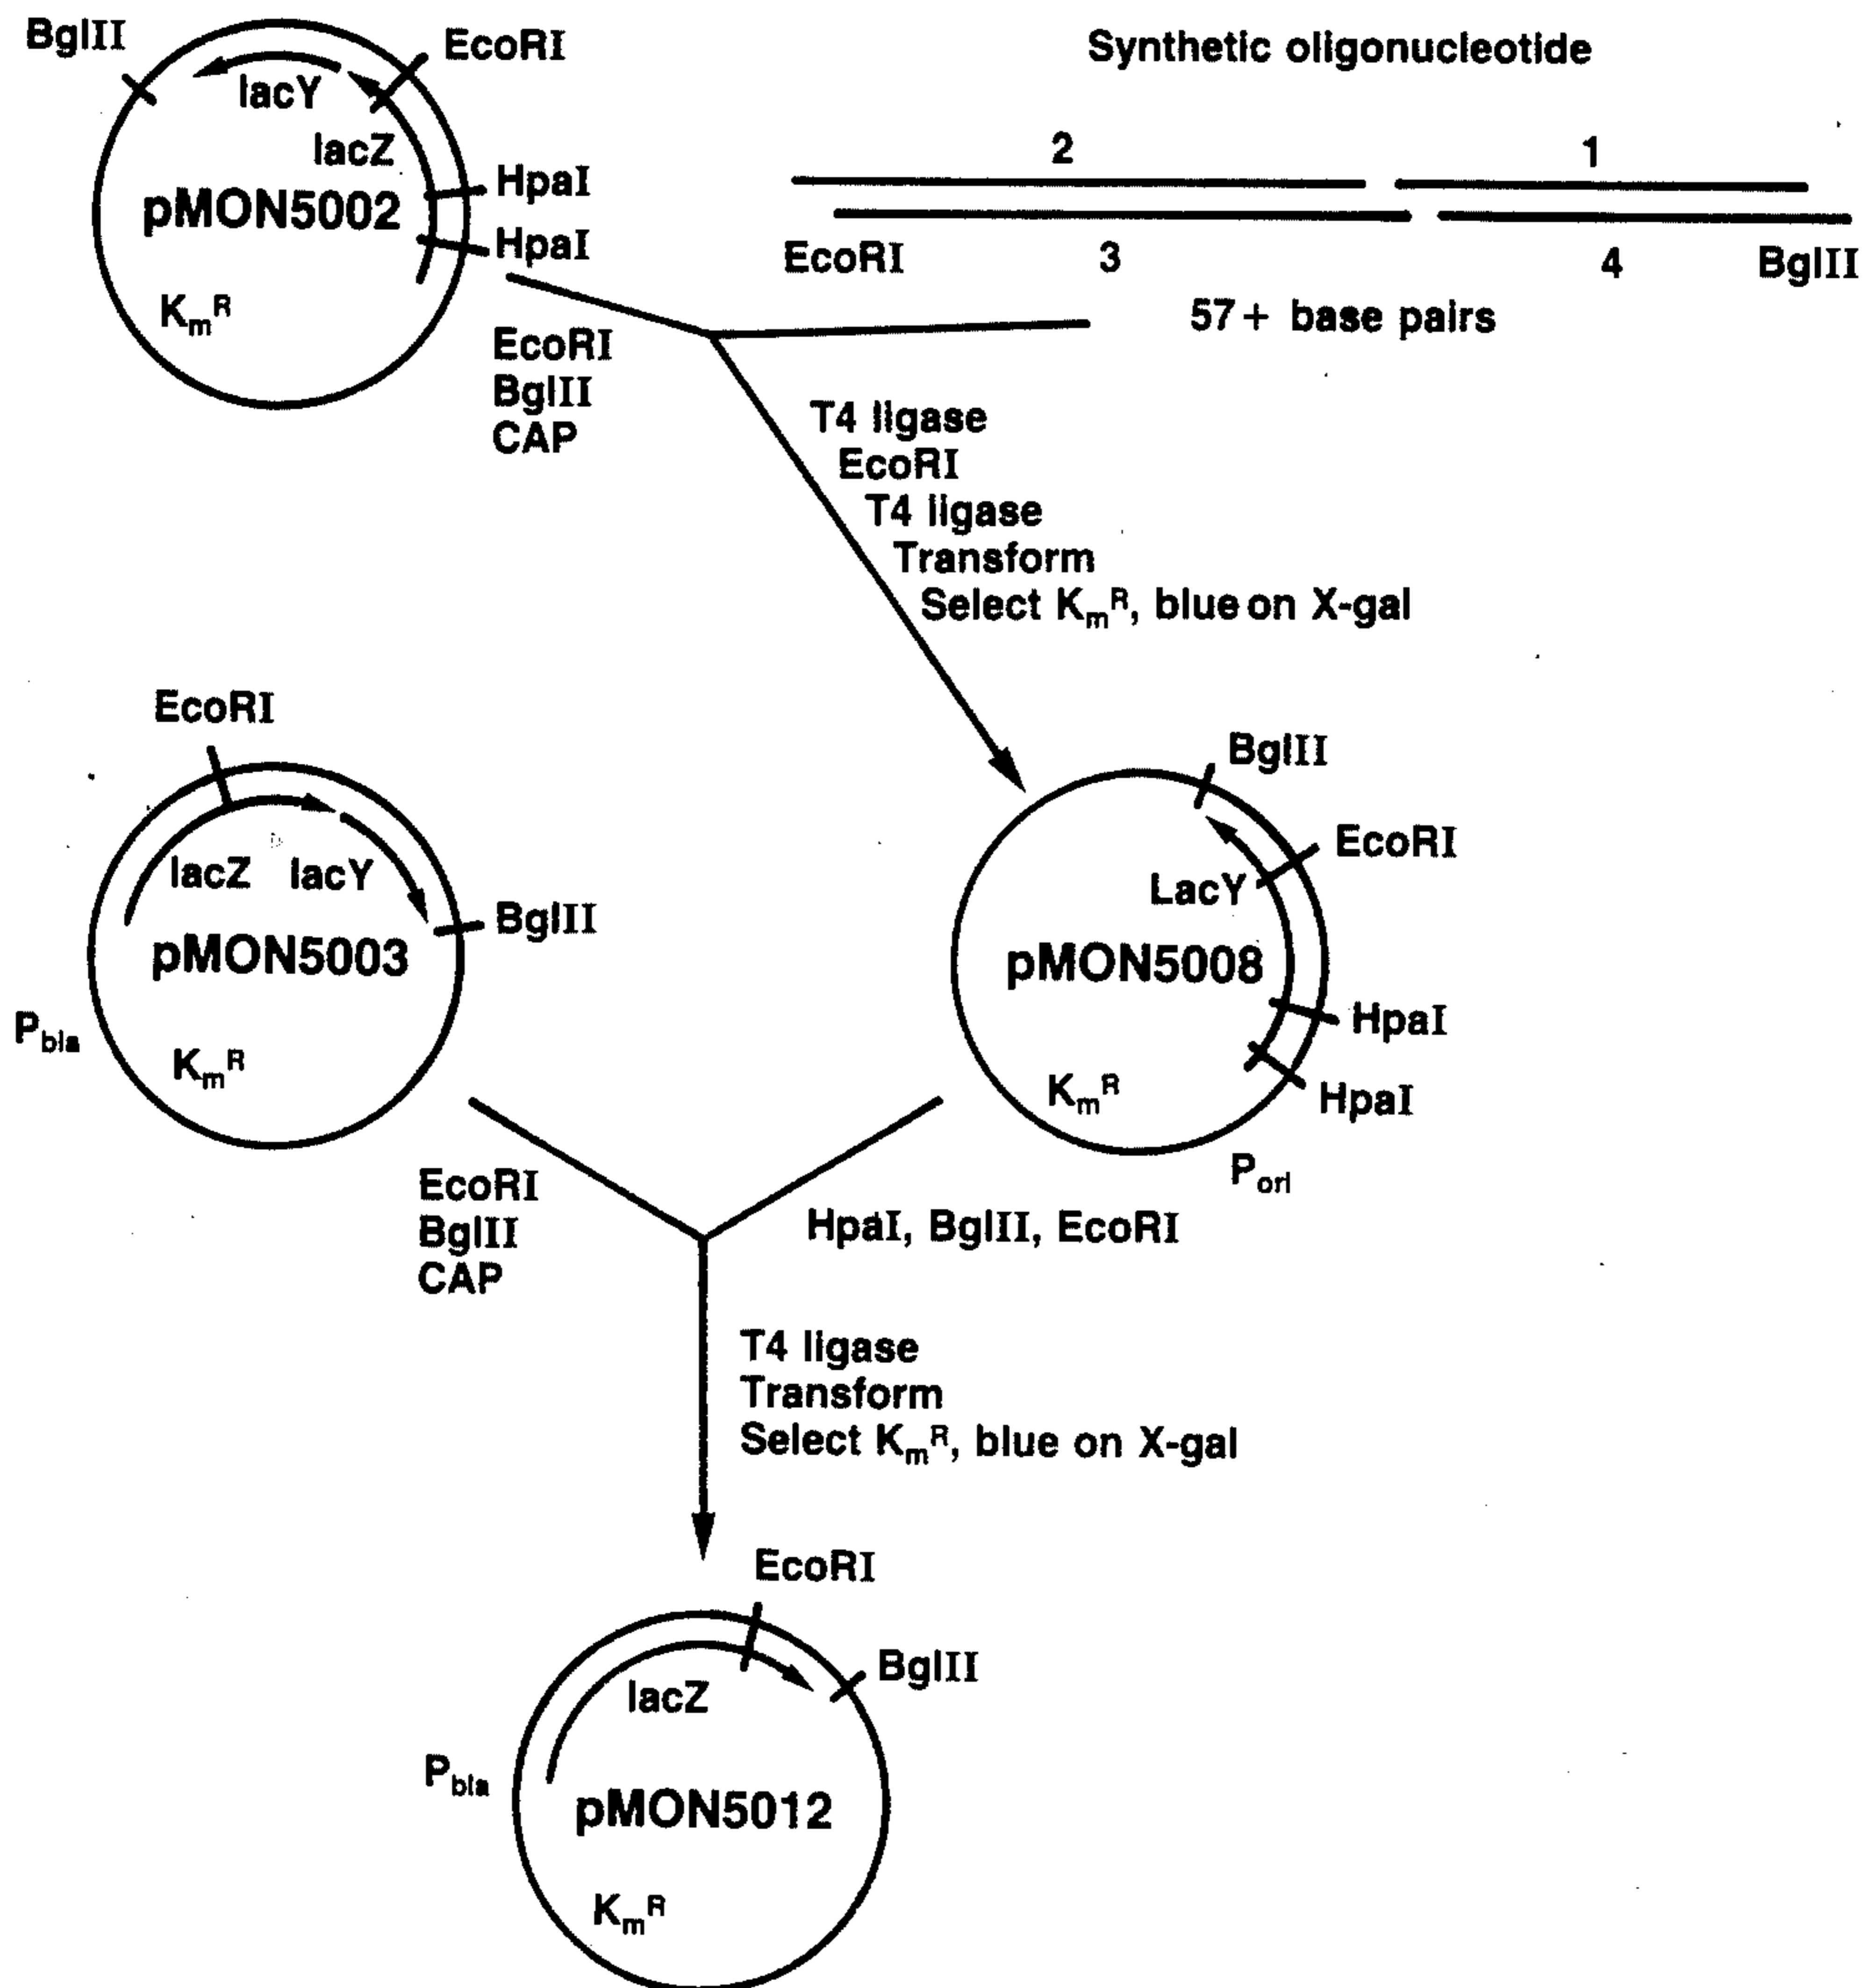 BglII
EcoRI
lacY
lacZ
pMON5002
HpaI
HpaI
KmR
Synthetic oligonucleotide
2
1
EcoRI
3
4
BglII
57+ base pairs
EcoRI
BglII
CAP
T4 ligase
EcoRI
T4 ligase
Transform
Select KmR, blue on X-gal
EcoRI
lacZ lacY
BglII
pMON5003
Pbla
KmR
BglII
EcoRI
LacY
pMON5008
HpaI
HpaI
KmR
Pori
EcoRI
BglII
CAP
HpaI, BglII, EcoRI
T4 ligase
Transform
Select KmR, blue on X-gal
EcoRI
BglII
lacZ
Pbla
pMON5012
KmR